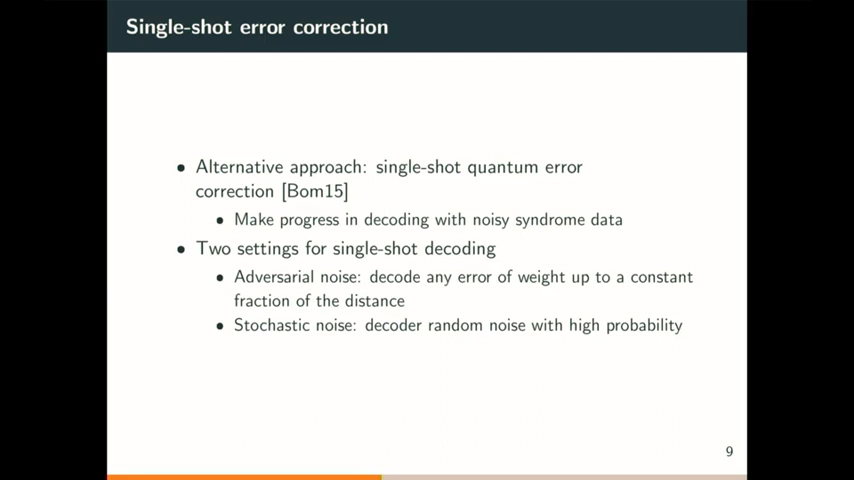 Single-shot error correction
• Alternative approach: single-shot quantum error
correction [Bom15]
• Make progress in decoding with noisy syndrome data
• Two settings for single-shot decoding
• Adversarial noise: decode any error of weight up to a constant
fraction of the distance
• Stochastic noise: decoder random noise with high probability
9